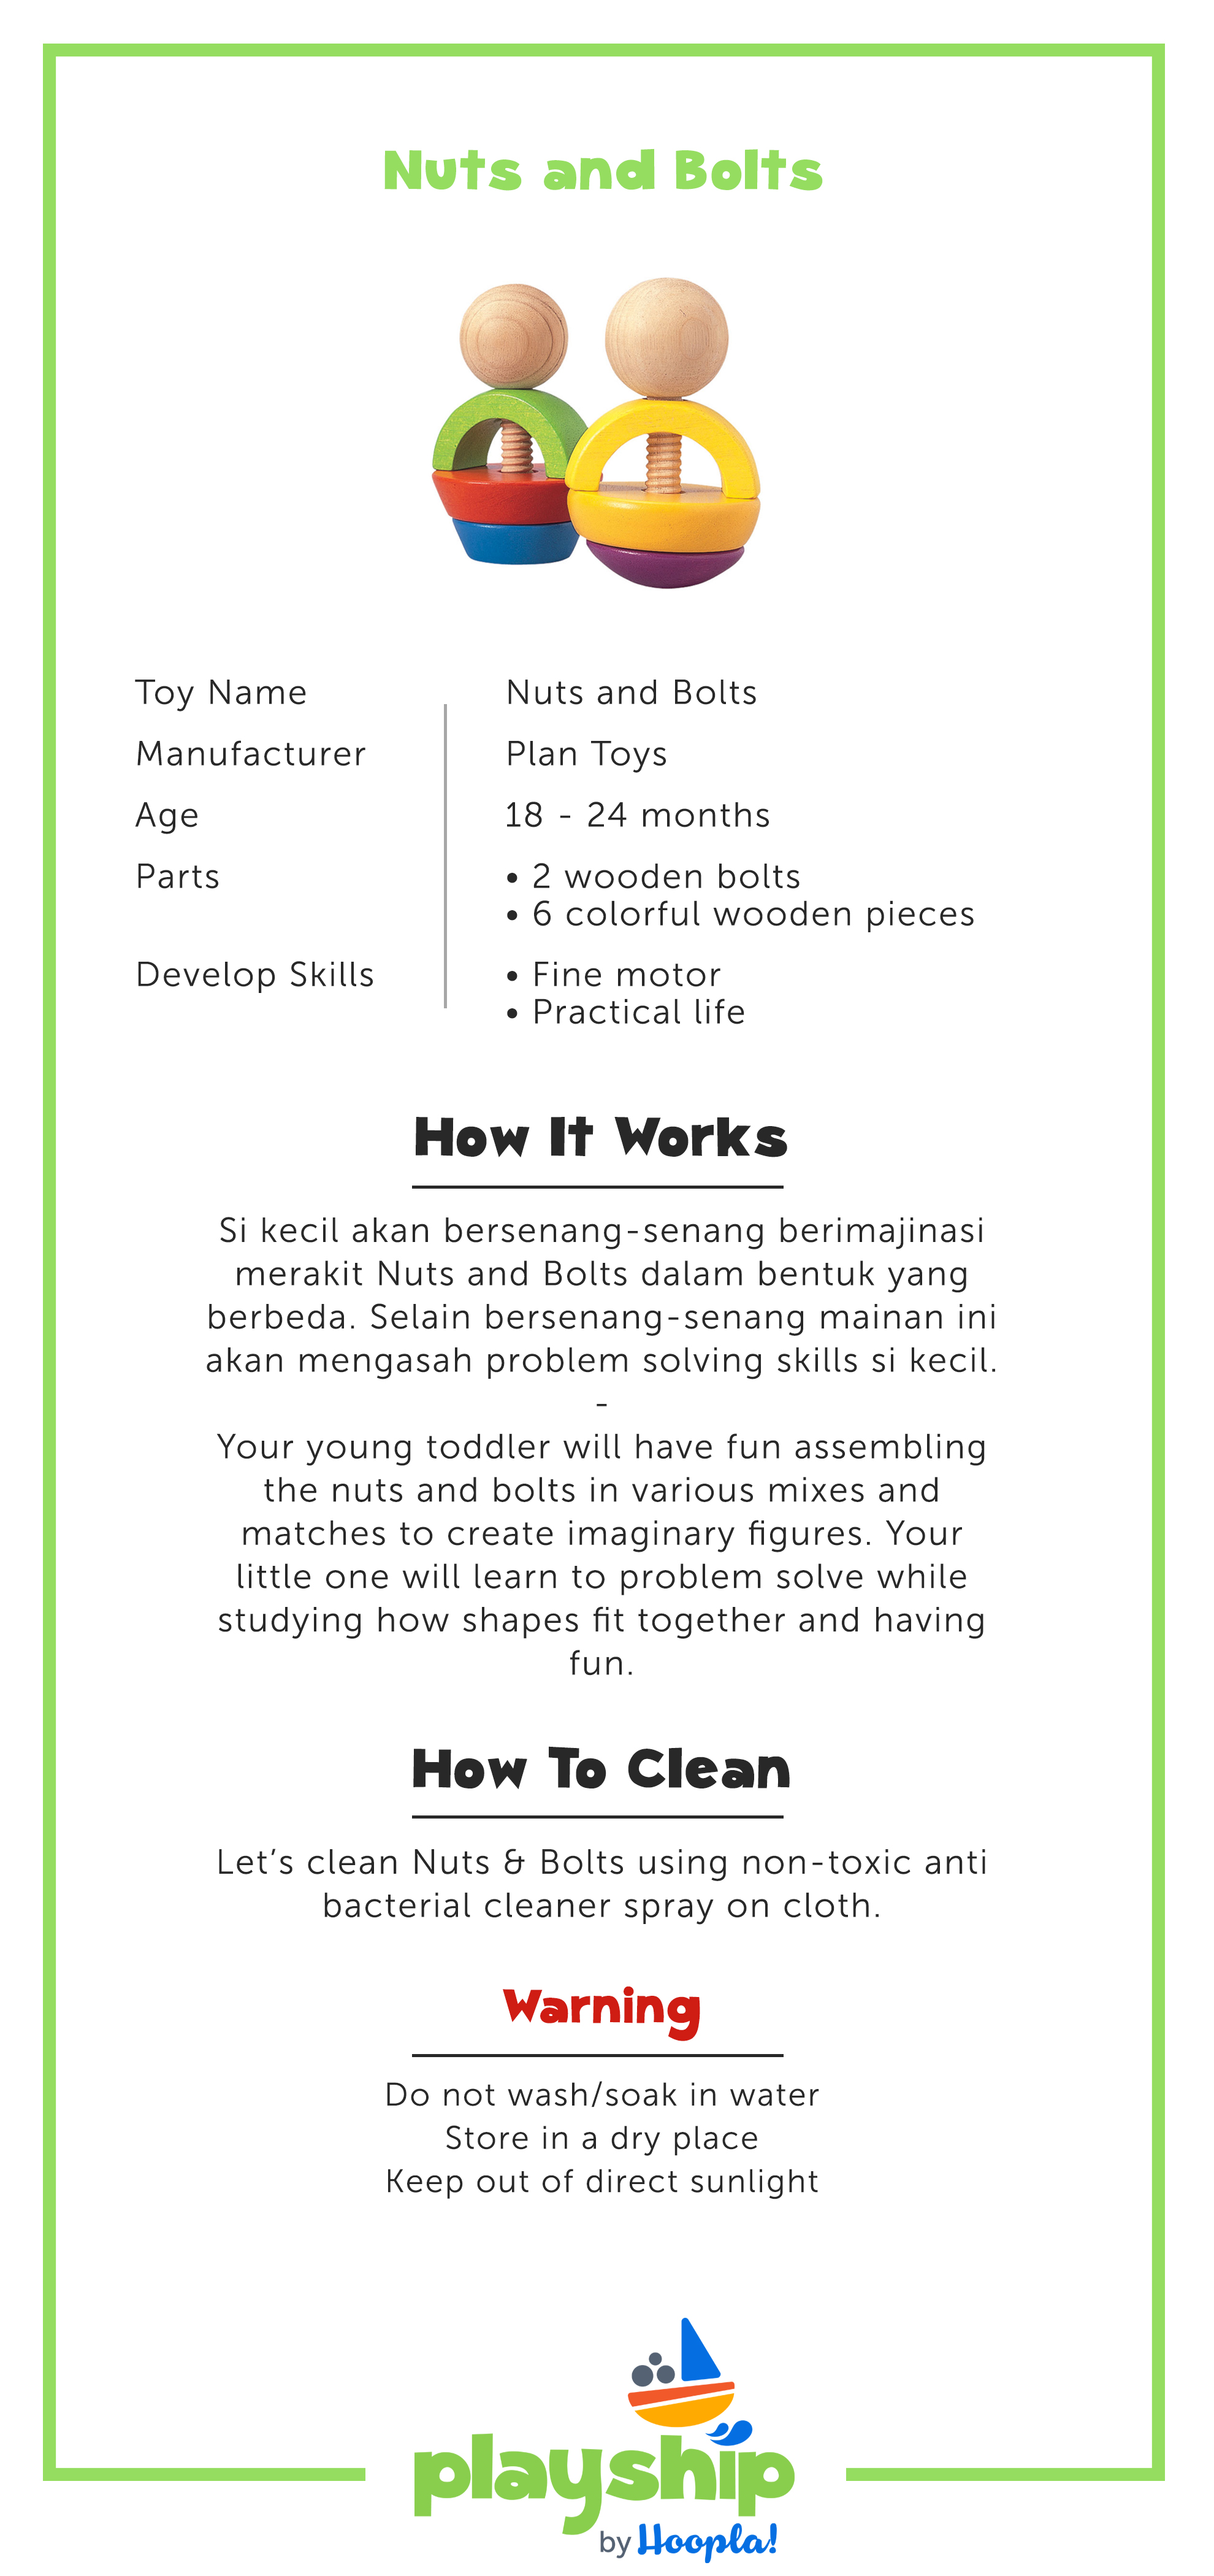 Nuts and Bolts
Toy Name Nuts and Bolts
Manufacturer Plan Toys
Age 18 - 24 months
Parts • 2 wooden bolts
• 6 colorful wooden pieces
Develop Skills • Fine motor
• Practical life
How It Works
Si kecil akan bersenang-senang berimajinasi
merakit Nuts and Bolts dalam bentuk yang
berbeda. Selain bersenang-senang mainan ini
akan mengasah problem solving skills si kecil.
-
Your young toddler will have fun assembling
the nuts and bolts in various mixes and
matches to create imaginary figures. Your
little one will learn to problem solve while
studying how shapes fit together and having
fun.
How To Clean
Let’s clean Nuts & Bolts using non-toxic anti
bacterial cleaner spray on cloth.
Warning
Do not wash/soak in water
Store in a dry place
Keep out of direct sunlight
playship
by Hoopla!